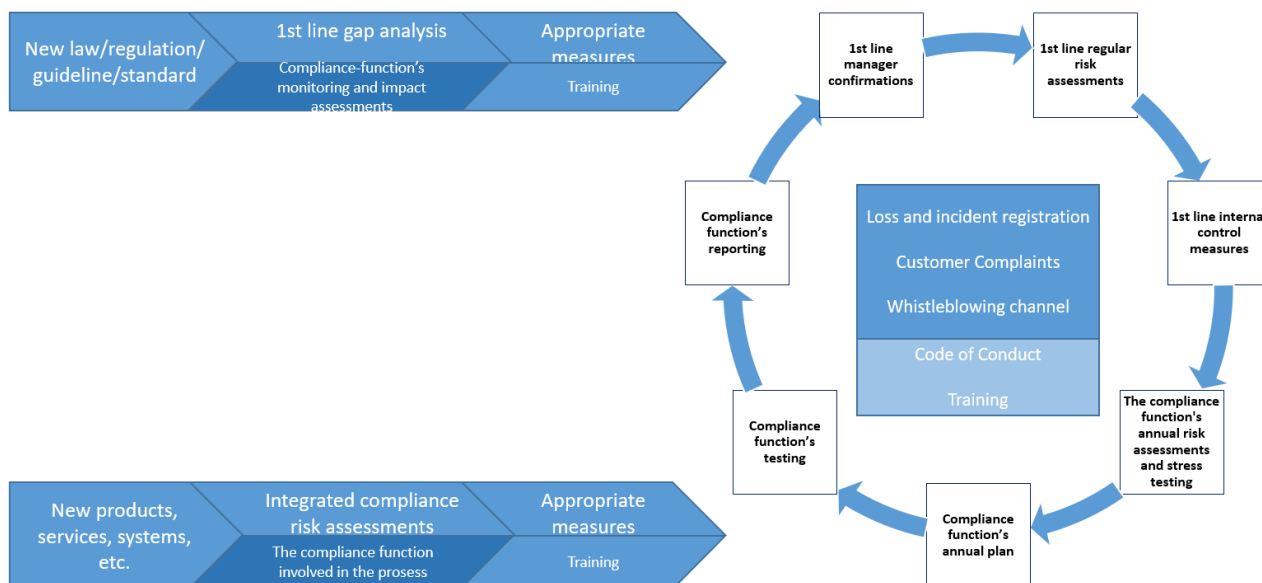 New law/regulation/
guideline/standard
1st line gap analysis
Compliance-function's
monitoring and impact
assessments
Appropriate
measures
Training
1st line
manager
confirmations
1st line regular
risk
assessments
1st line interna
control
measures
The compliance
function's
annual risk
assessments
and stress
testing
Compliance
function's
annual plan
Compliance
function's
testing
Compliance
function's
reporting
Loss and incident registration
Customer Complaints
Whistleblowing channel
Code of Conduct
Training
New products,
services, systems,
etc.
Integrated compliance
risk assessments
The compliance function
involved in the prosess
Appropriate
measures
Training